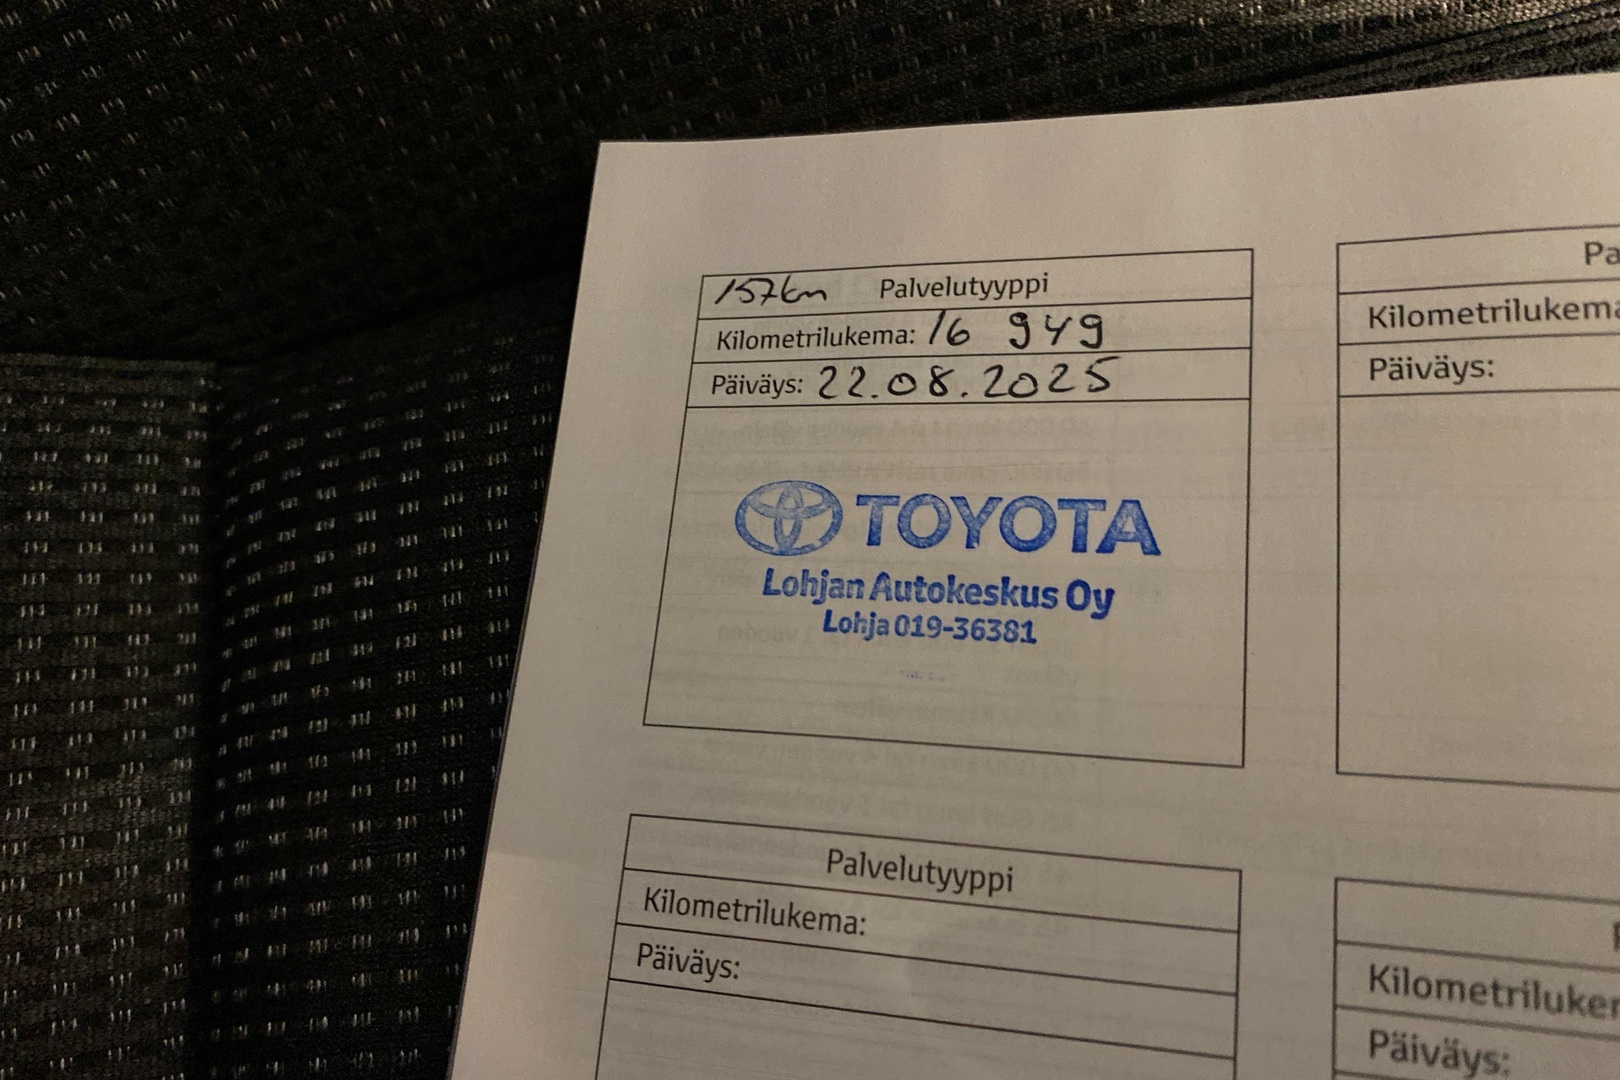 15Tkm Palvelutyyppi
Kilometrilukema: 16 949
Päiväys: 22.08.2025
TOYOTA
Lohjan Autokeskus Oy
Lohja 019-36381
Kilometrilukema
Päiväys:
Palvelutyyppi
Kilometrilukema:
Päiväys:
Päiväys: